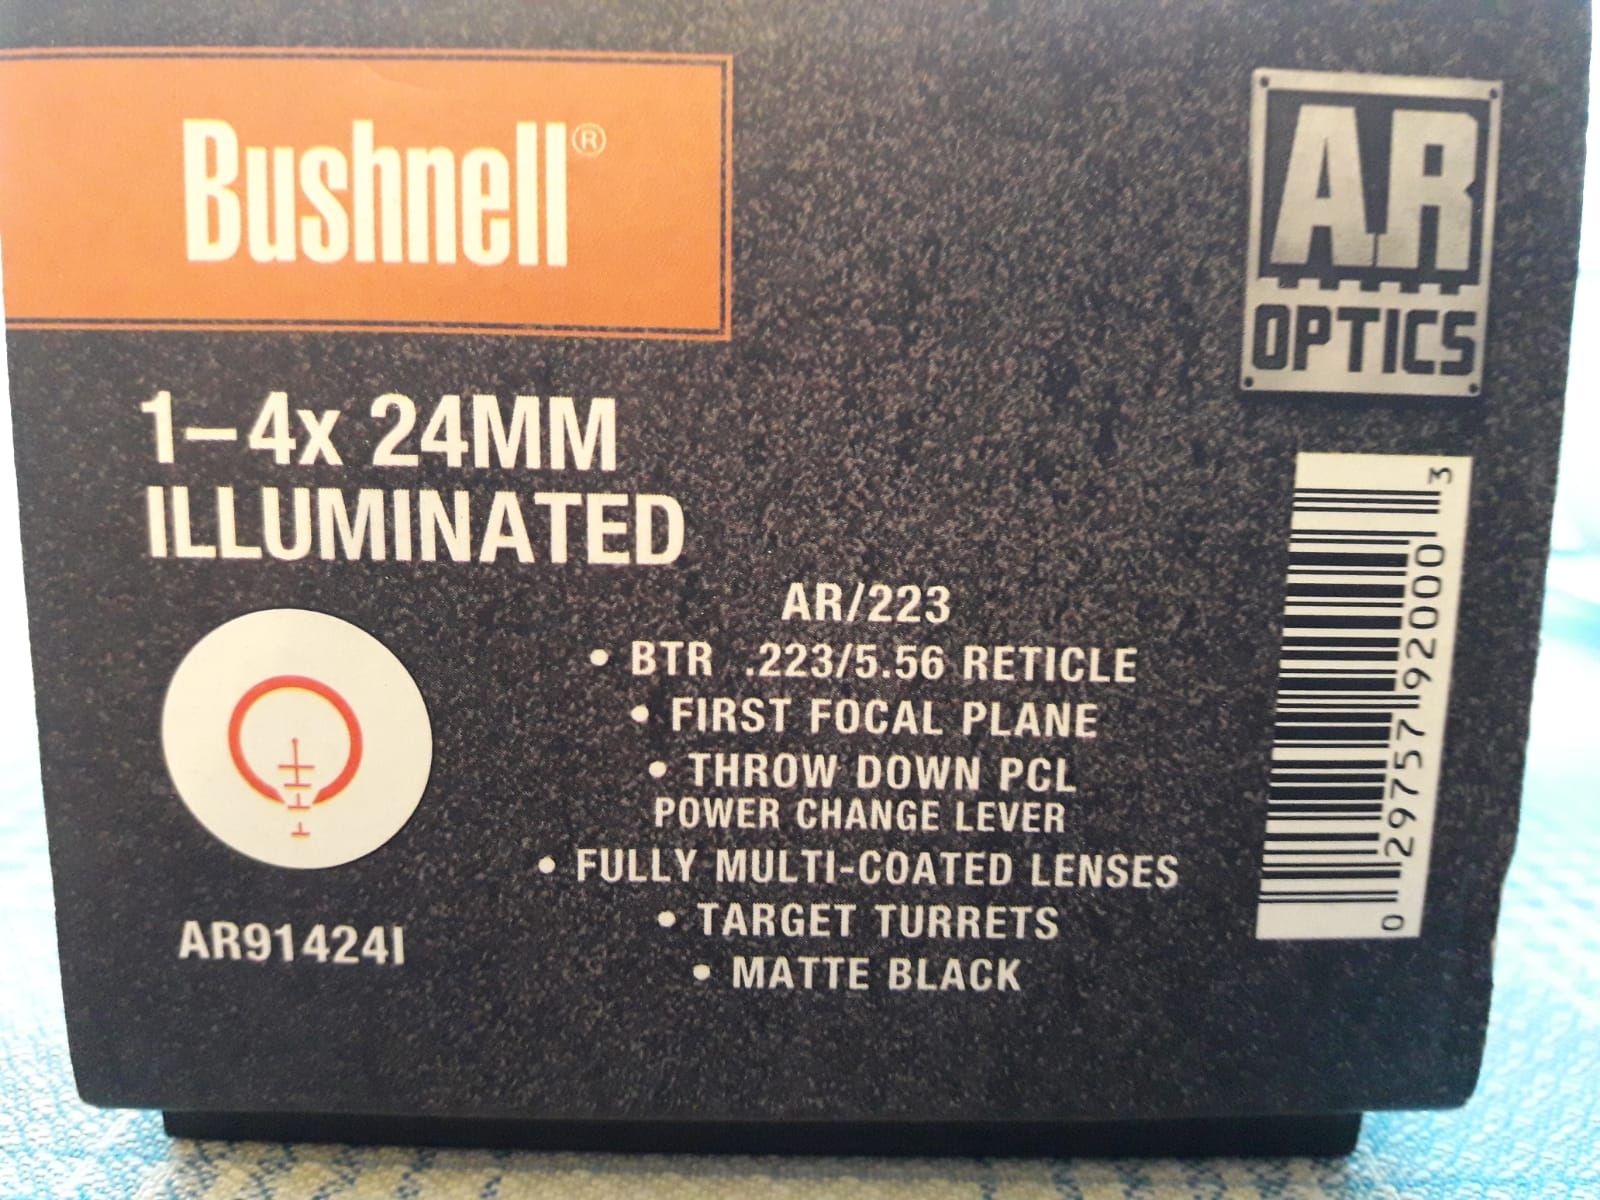 Bushnell®
AR
OPTICS
1–4x 24MM
ILLUMINATED
AR/223
• BTR .223/5.56 RETICLE
• FIRST FOCAL PLANE
• THROW DOWN PCL
POWER CHANGE LEVER
• FULLY MULTI-COATED LENSES
• TARGET TURRETS
• MATTE BLACK
AR91424I
0 29757 92000 3